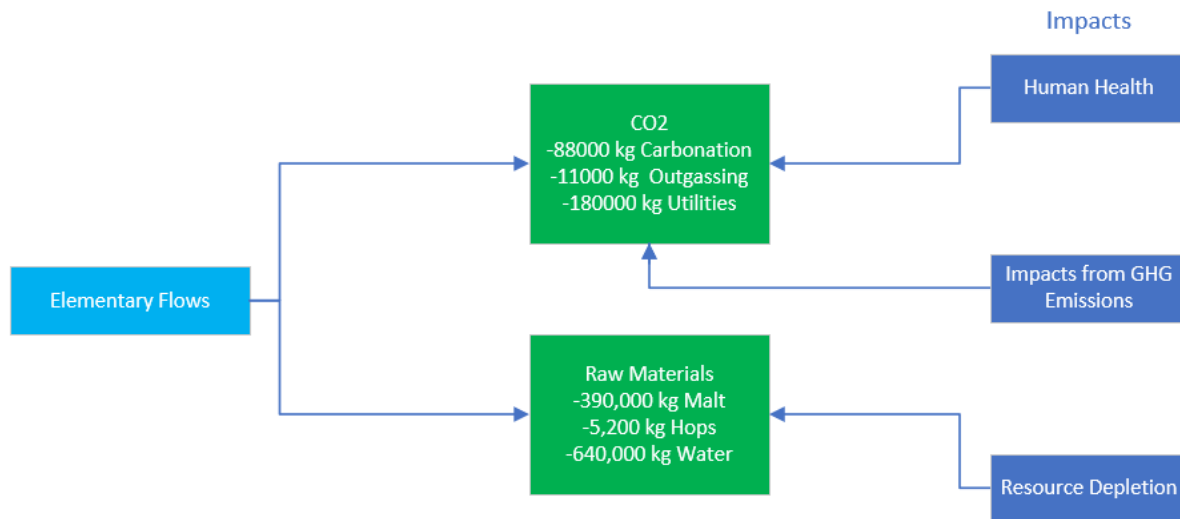 Impacts
Human Health
CO2
-88000 kg Carbonation
-11000 kg  Outgassing
-180000 kg Utilities
Elementary Flows
Impacts from GHG
Emissions
Raw Materials
-390,000 kg Malt
-5,200 kg Hops
-640,000 kg Water
Resource Depletion